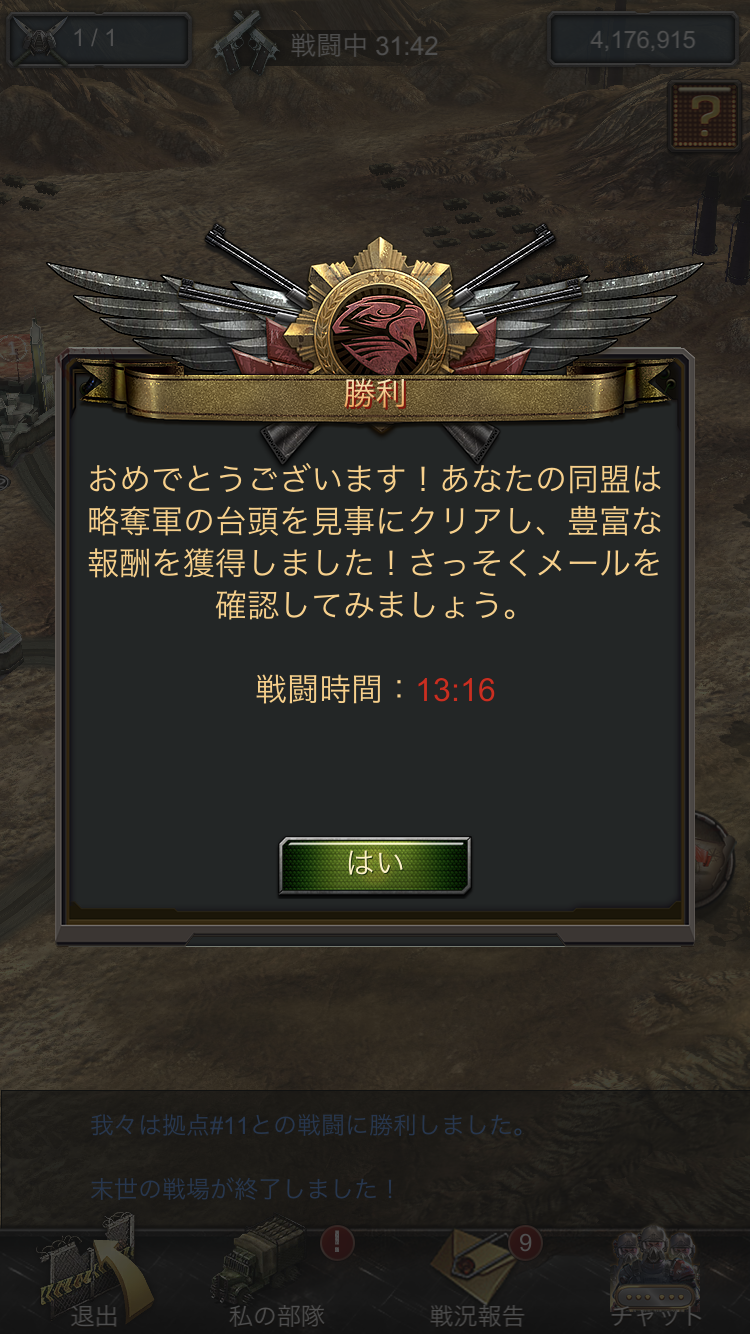 1 / 1
戦闘中 31:42
4,176,915
?
勝利
おめでとうございます！あなたの同盟は
略奪軍の台頭を見事にクリアし、豊富な
報酬を獲得しました！さっそくメールを
確認してみましょう。
戦闘時間：13:16
はい
我々は拠点#11との戦闘に勝利しました。
末世の戦場が終了しました！
!
9
退出
私の部隊
戦況報告
チャット